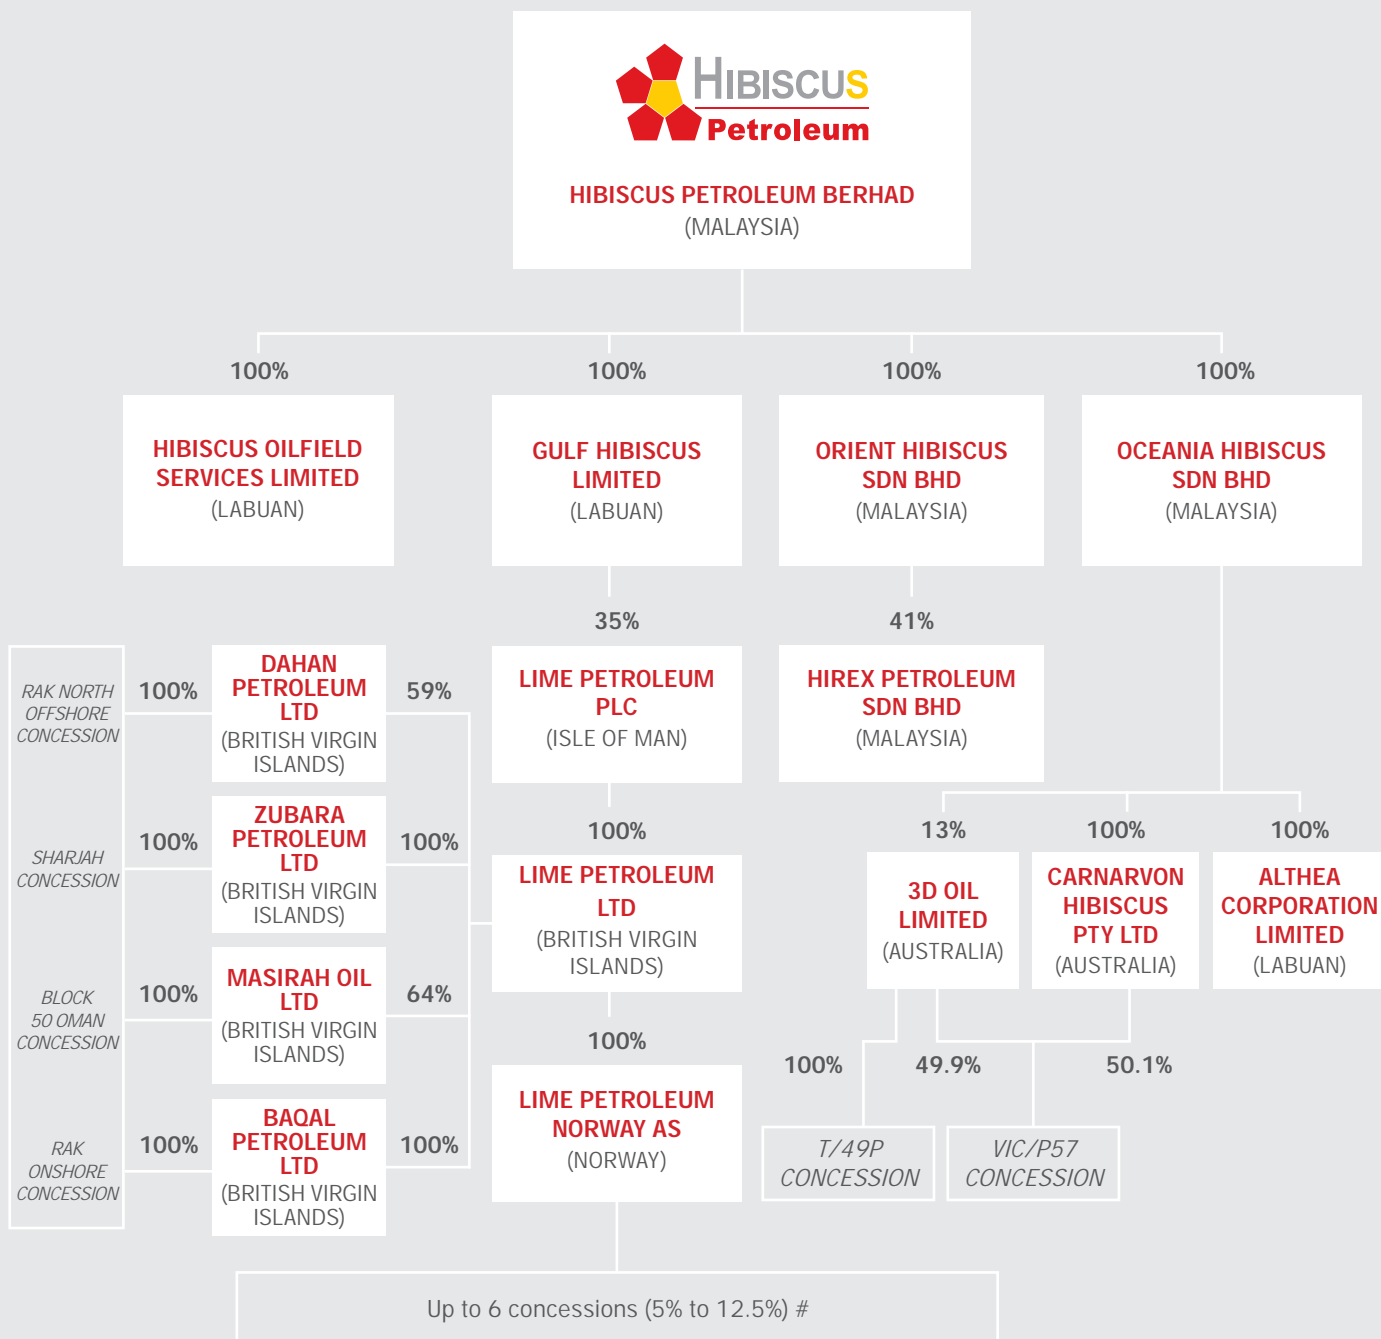 HIBISCUS
Petroleum
HIBISCUS PETROLEUM BERHAD
(MALAYSIA)
100%
100%
100%
100%
HIBISCUS OILFIELD
SERVICES LIMITED
(LABUAN)
GULF HIBISCUS
LIMITED
(LABUAN)
ORIENT HIBISCUS
SDN BHD
(MALAYSIA)
OCEANIA HIBISCUS
SDN BHD
(MALAYSIA)
35%
41%
RAK NORTH
OFFSHORE
CONCESSION
100%
DAHAN
PETROLEUM
LTD
(BRITISH VIRGIN
ISLANDS)
59%
LIME PETROLEUM
PLC
(ISLE OF MAN)
HIREX PETROLEUM
SDN BHD
(MALAYSIA)
SHARJAH
CONCESSION
100%
ZUBARA
PETROLEUM
LTD
(BRITISH VIRGIN
ISLANDS)
100%
100%
13%
100%
100%
LIME PETROLEUM
LTD
(BRITISH VIRGIN
ISLANDS)
3D OIL
LIMITED
(AUSTRALIA)
CARNARVON
HIBISCUS
PTY LTD
(AUSTRALIA)
ALTHEA
CORPORATION
LIMITED
(LABUAN)
BLOCK
50 OMAN
CONCESSION
100%
MASIRAH OIL
LTD
(BRITISH VIRGIN
ISLANDS)
64%
100%
100%
49.9%
50.1%
RAK
ONSHORE
CONCESSION
100%
BAQAL
PETROLEUM
LTD
(BRITISH VIRGIN
ISLANDS)
100%
LIME PETROLEUM
NORWAY AS
(NORWAY)
T/49P
CONCESSION
VIC/P57
CONCESSION
Up to 6 concessions (5% to 12.5%) #